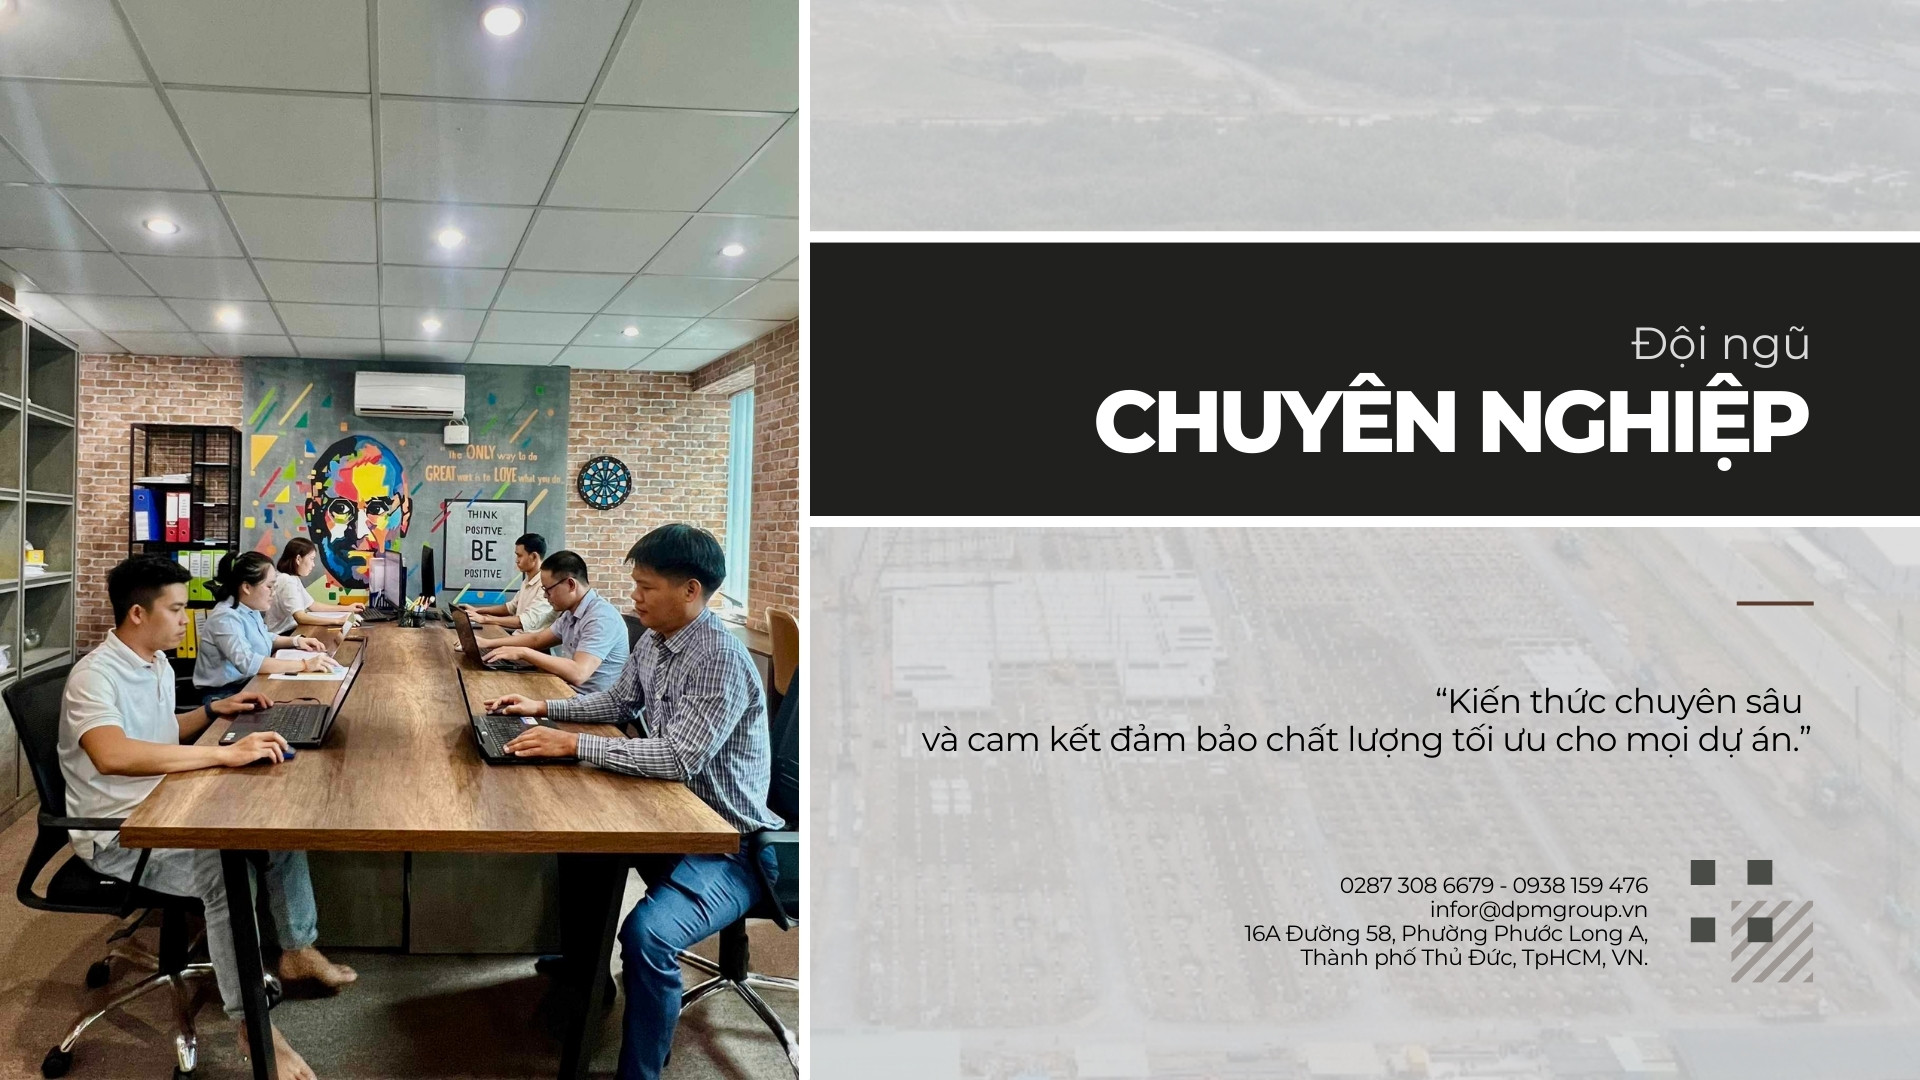 "The ONLY way to do
GREAT work is to LOVE what you do.
THINK
POSITIVE
BE
POSITIVE
Đội ngũ
CHUYÊN NGHIỆP
“Kiến thức chuyên sâu
và cam kết đảm bảo chất lượng tối ưu cho mọi dự án.”
0287 308 6679 - 0938 159 476
infor@dpmgroup.vn
16A Đường 58, Phường Phước Long A,
Thành phố Thủ Đức, TpHCM, VN.